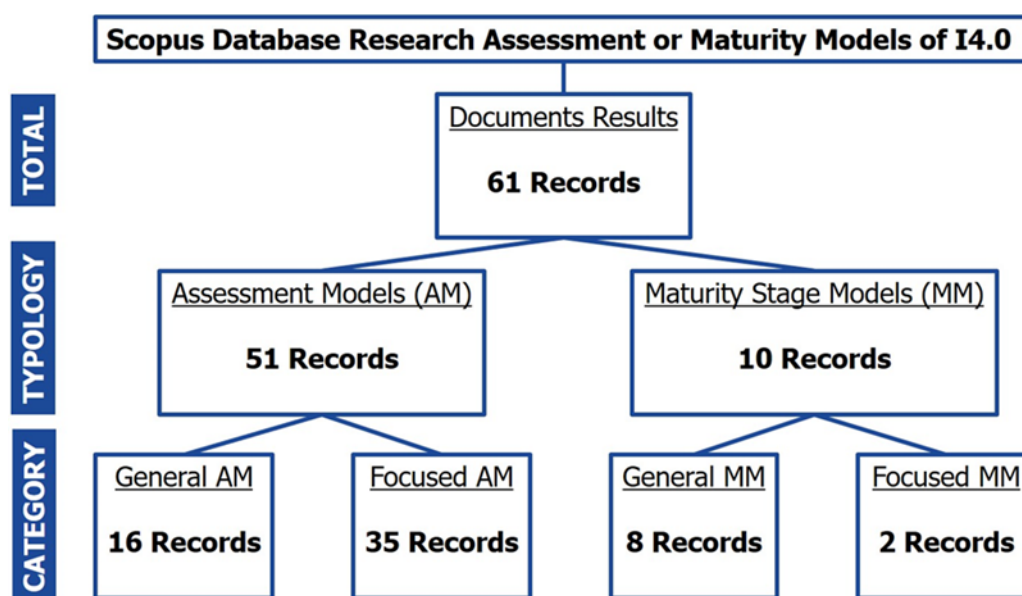 Scopus Database Research Assessment or Maturity Models of I4.0
TOTAL
Documents Results
61 Records
TYPOLOGY
Assessment Models (AM)
51 Records
Maturity Stage Models (MM)
10 Records
CATEGORY
General AM
16 Records
Focused AM
35 Records
General MM
8 Records
Focused MM
2 Records